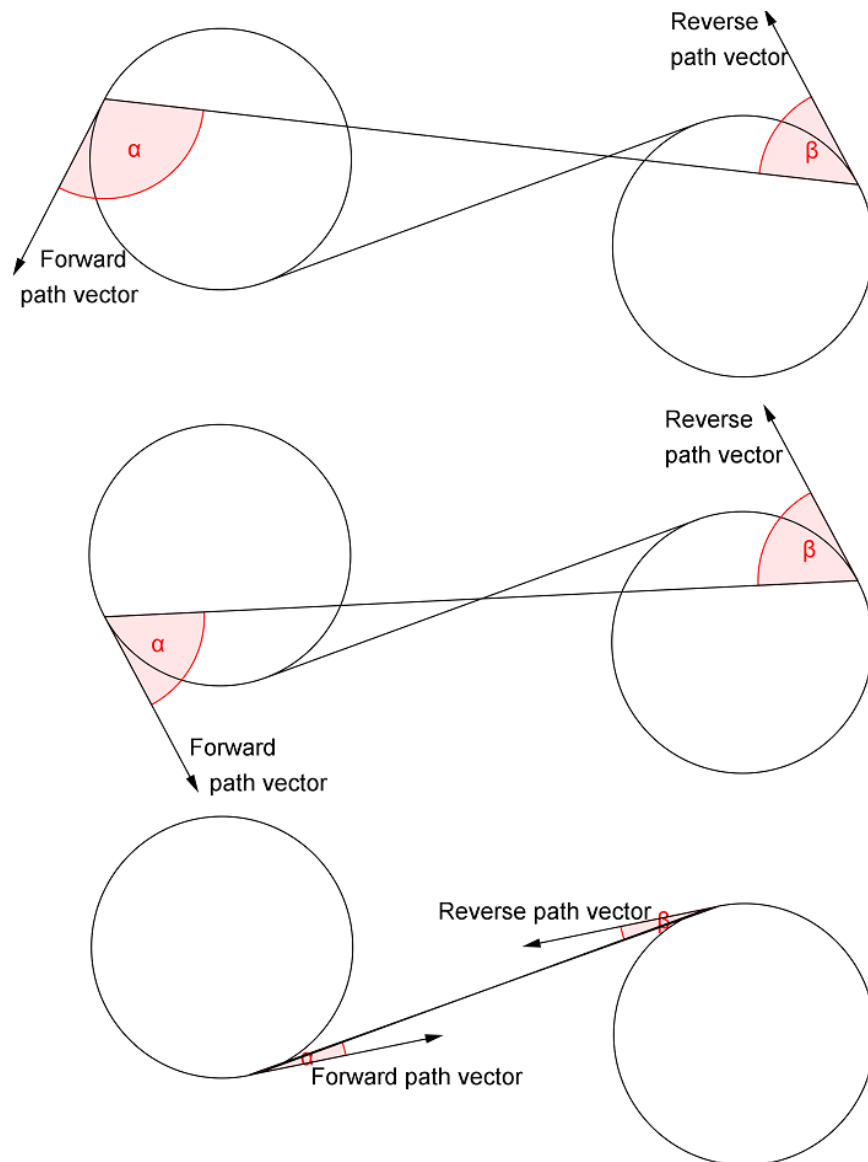 Reverse
path vector
α
β
Forward
path vector
Reverse
path vector
β
α
Forward
path vector
Reverse path vector
β
α
Forward path vector